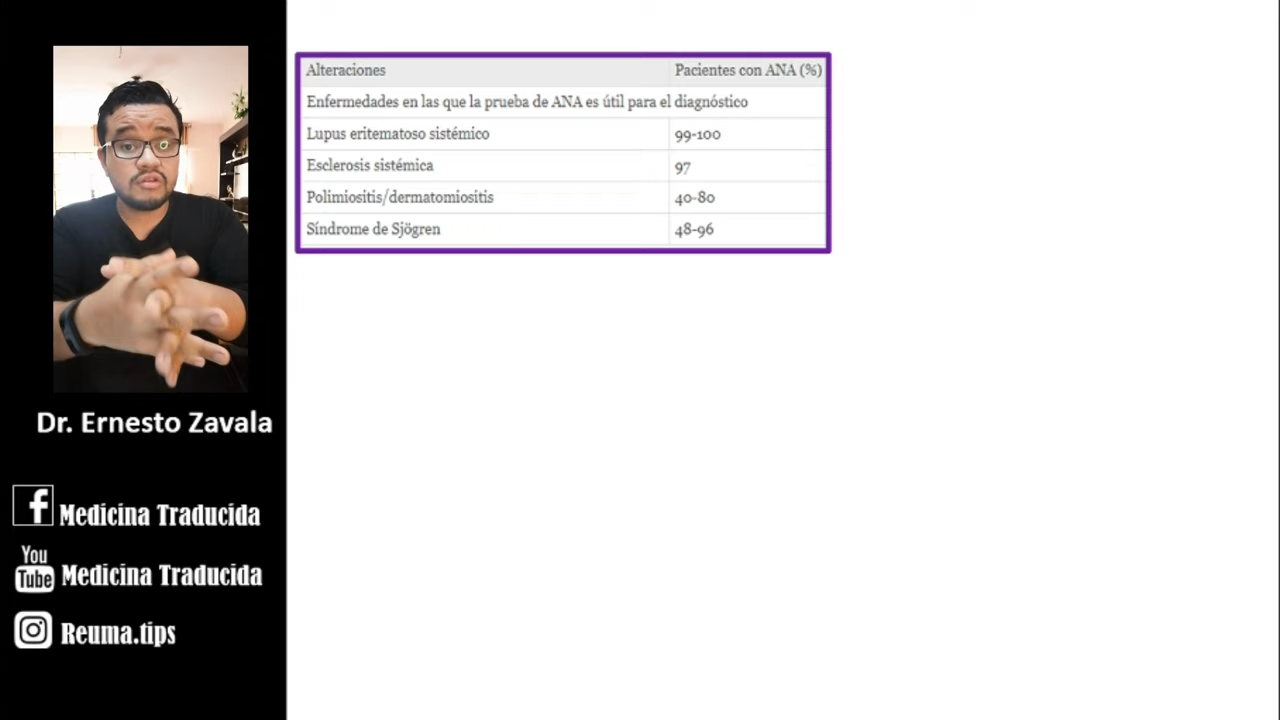 Alteraciones Pacientes con ANA (%)
Enfermedades en las que la prueba de ANA es útil para el diagnóstico
Lupus eritematoso sistémico 99-100
Esclerosis sistémica 97
Polimiositis/dermatomiositis 40-80
Síndrome de Sjögren 48-96
Dr. Ernesto Zavala
f Medicina Traducida
You
Tube Medicina Traducida
Reuma.tips